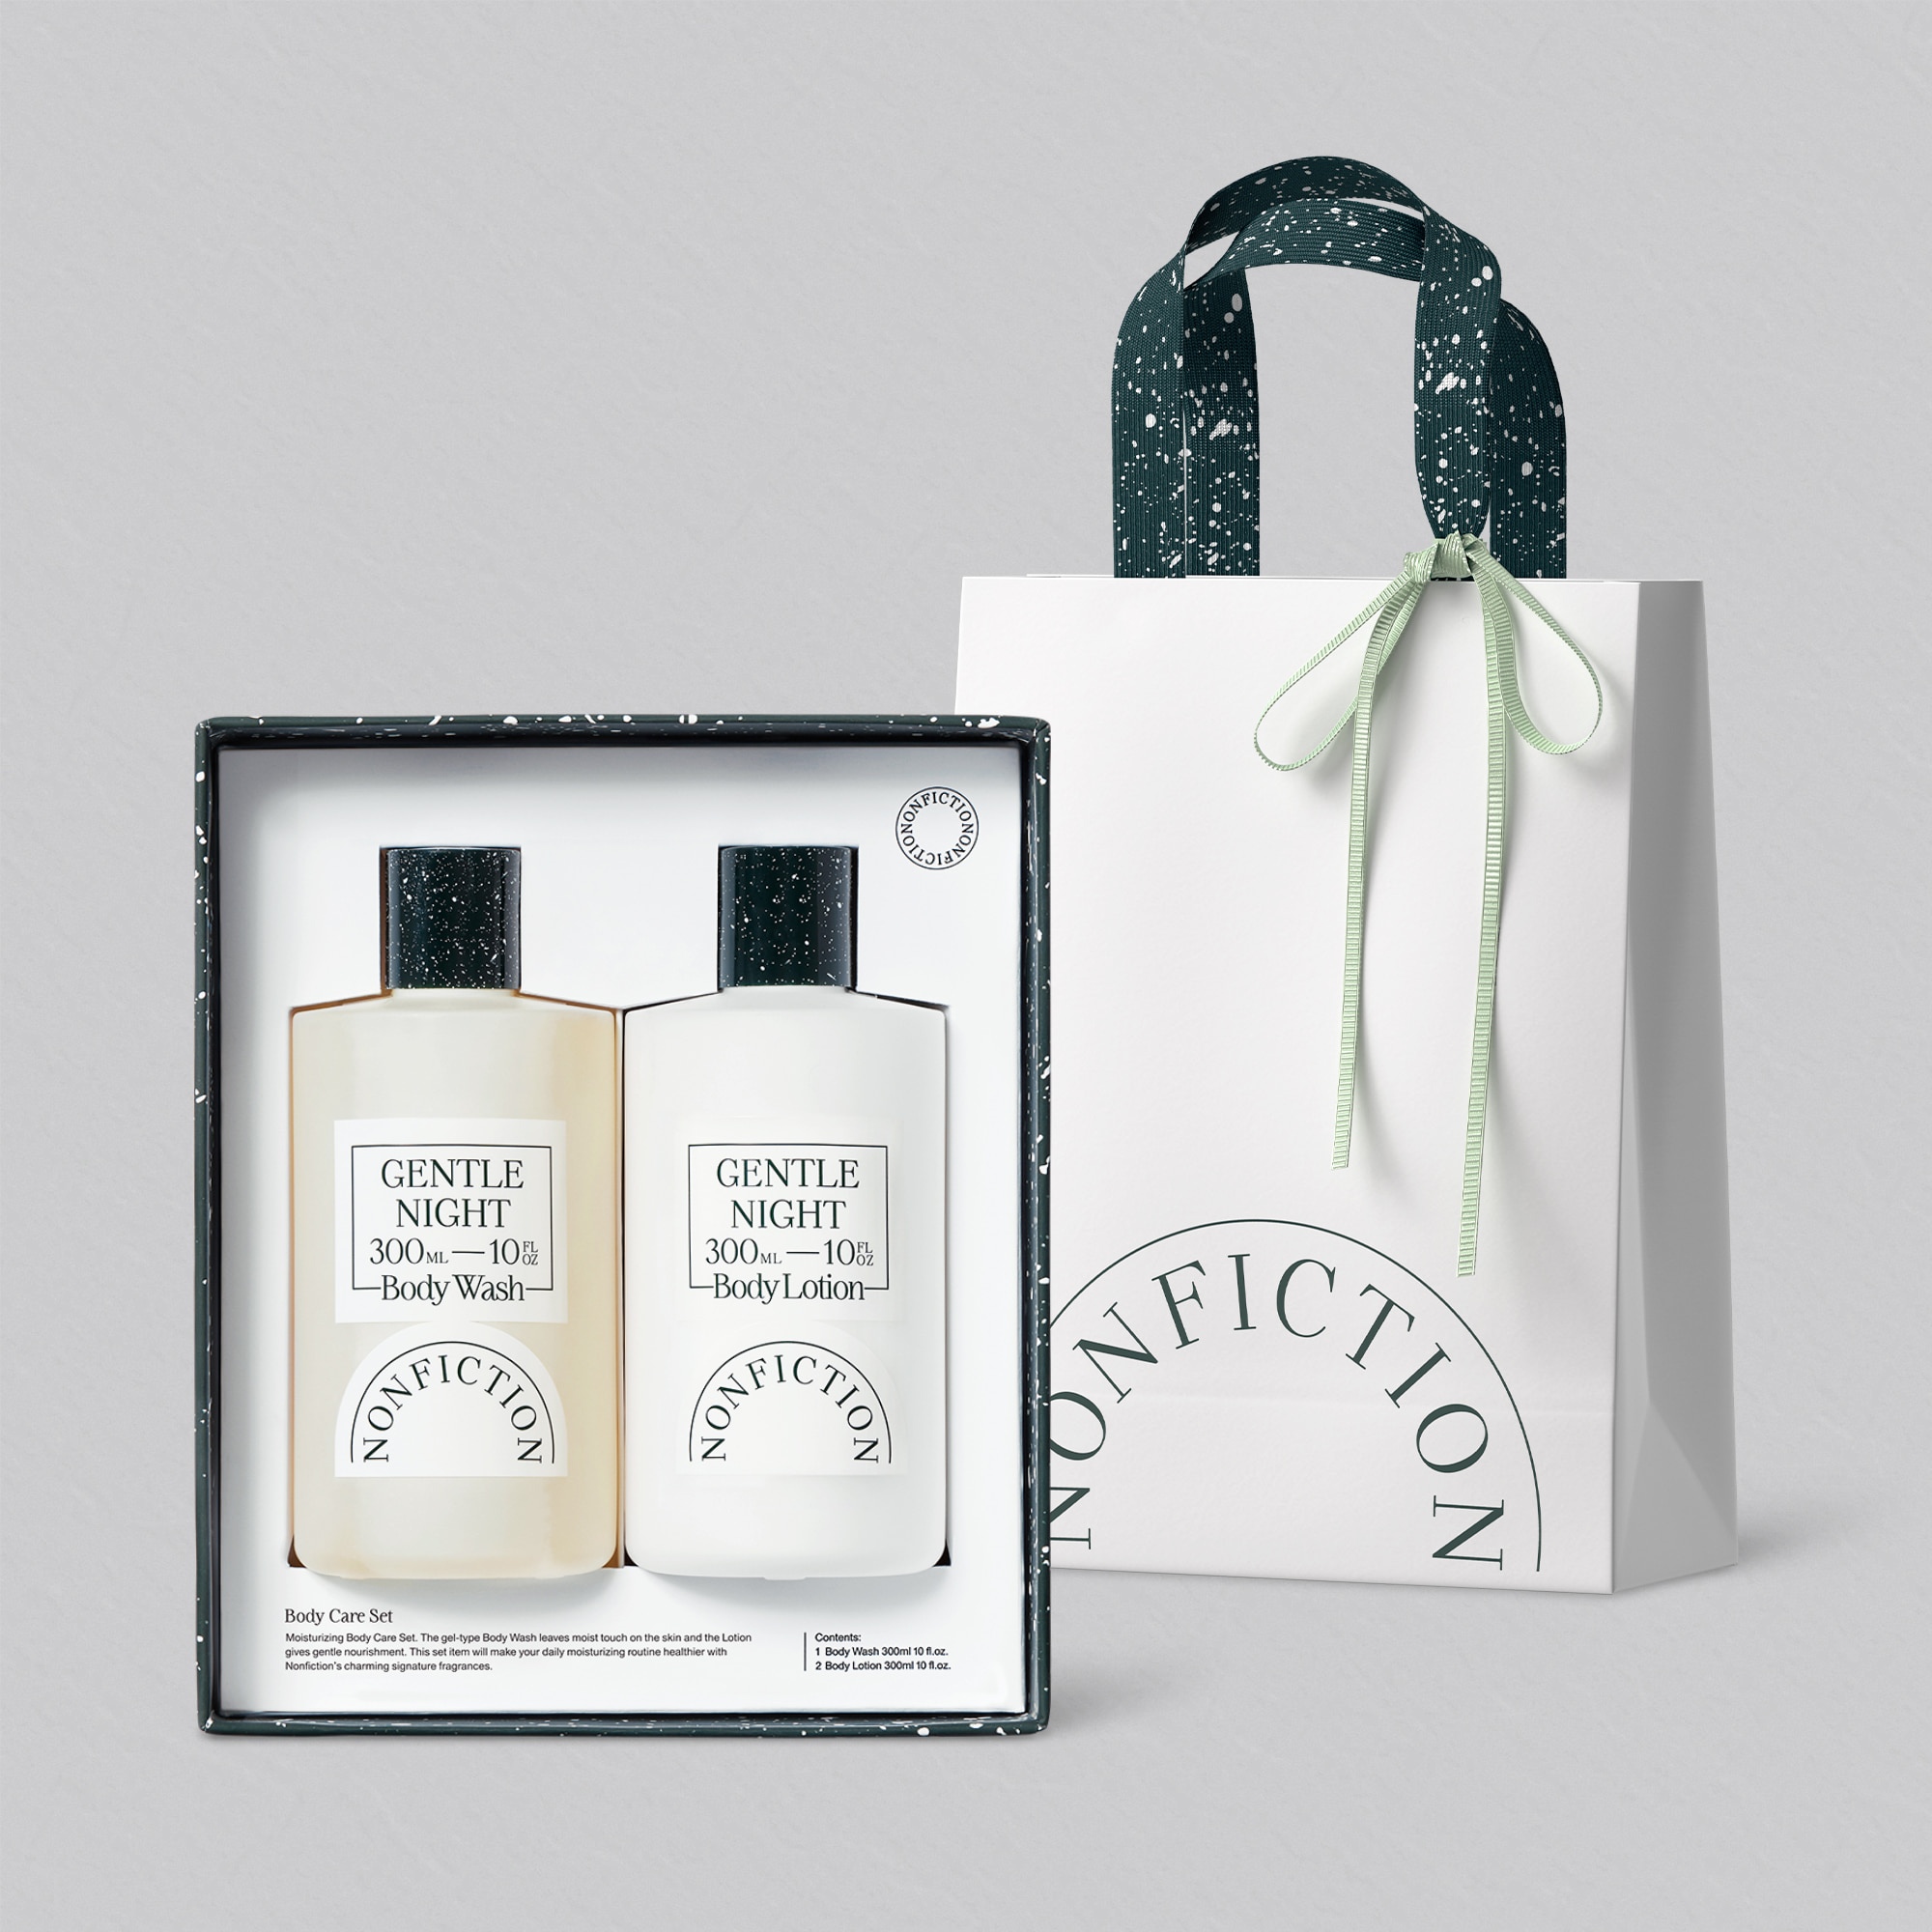 NONFICTIONONFICTIO
GENTLE
NIGHT
300ML—10FL OZ
Body Wash
NONFICTION
GENTLE
NIGHT
300ML—10FL OZ
Body Lotion
NONFICTION
Body Care Set
Moisturizing Body Care Set. The gel-type Body Wash leaves moist touch on the skin and the Lotion
gives gentle nourishment. This set item will make your daily moisturizing routine healthier with
Nonfiction's charming signature fragrances.
Contents:
1 Body Wash 300ml 10 fl.oz.
2 Body Lotion 300ml 10 fl.oz.
NONFICTION